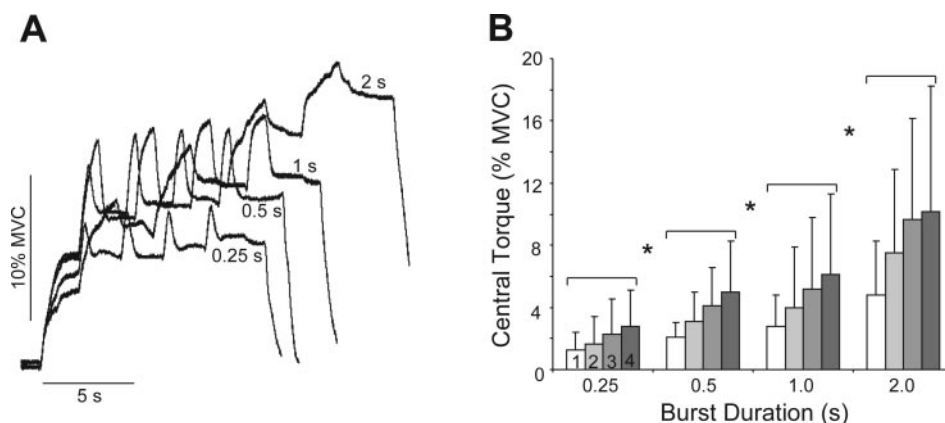 A
2 s
1 s
0.5 s
0.25 s
10% MVC
5 s
B
Central Torque (% MVC)
20
16
12
8
4
0
* * *
1 2 3 4
0.25 0.5 1.0 2.0
Burst Duration (s)